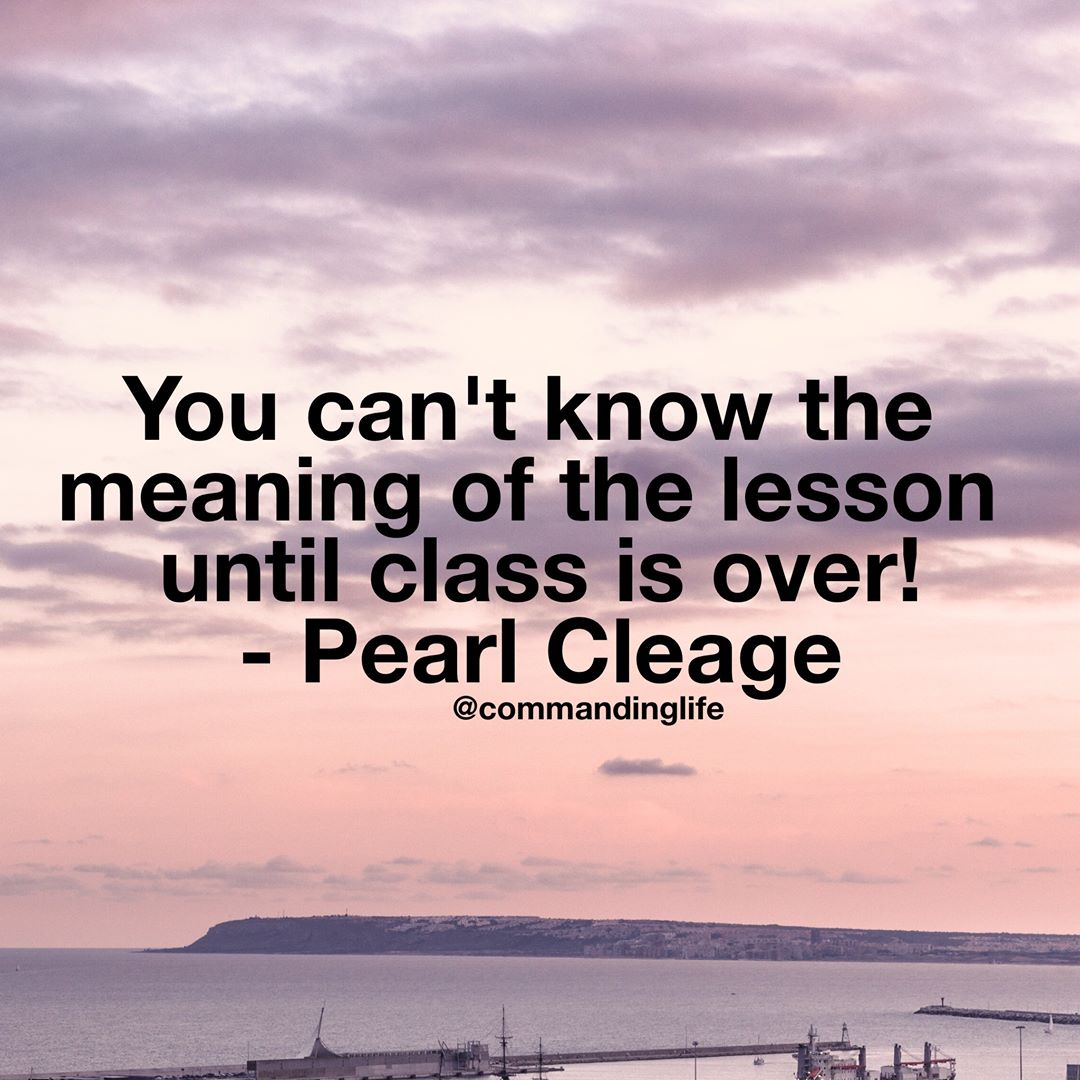 You can't know the
meaning of the lesson
until class is over!
- Pearl Cleage
@commandinglife